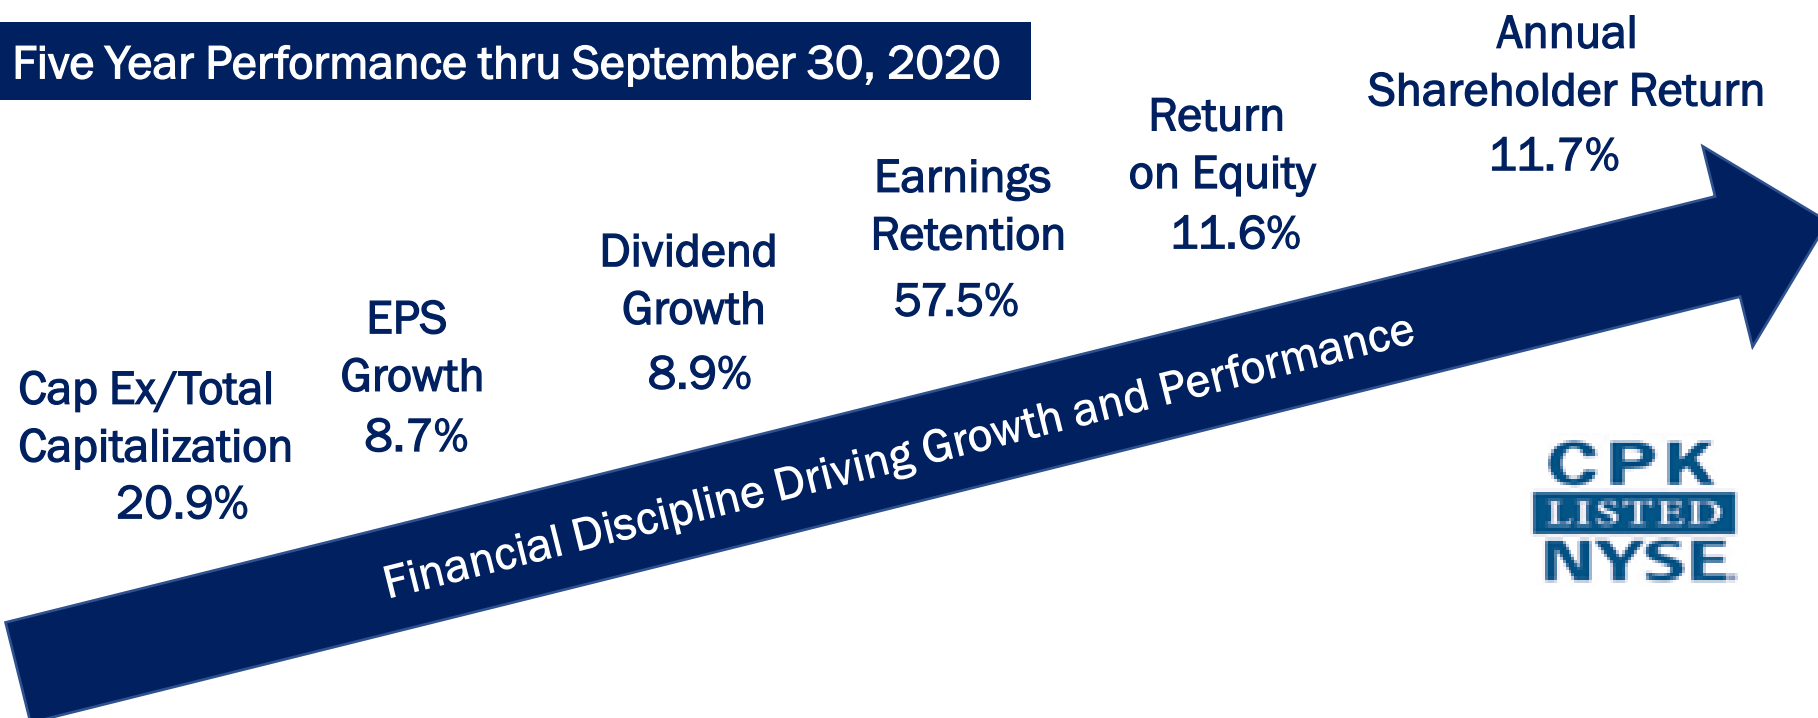 Five Year Performance thru September 30, 2020
Cap Ex/Total
Capitalization
20.9%
EPS
Growth
8.7%
Dividend
Growth
8.9%
Earnings
Retention
57.5%
Return
on Equity
11.6%
Annual
Shareholder Return
11.7%
Financial Discipline Driving Growth and Performance
CPK
LISTED
NYSE